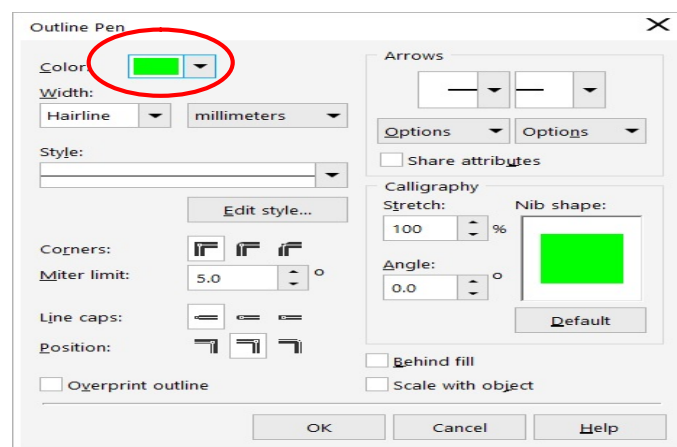 Outline Pen
Color:
Width:
Hairline
millimeters
Style:
Edit style...
Corners:
Miter limit:
5.0
°
Line caps:
Position:
Overprint outline
Arrows
Options
Options
Share attributes
Calligraphy
Stretch:
Nib shape:
100
%
Angle:
0.0
°
Default
Behind fill
Scale with object
OK
Cancel
Help